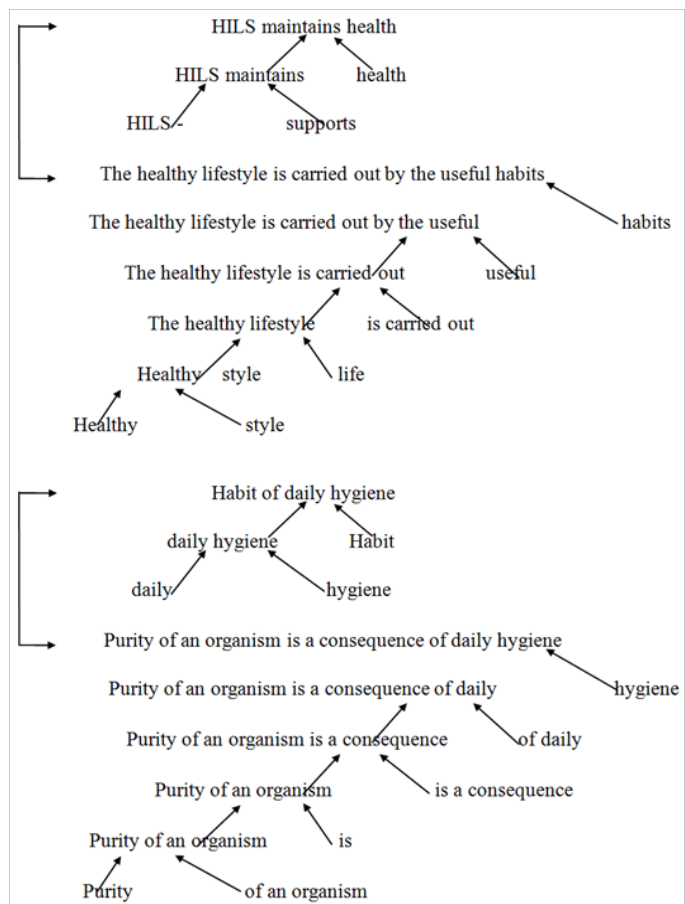 HILS maintains health
HILS maintains health
HILS - supports
The healthy lifestyle is carried out by the useful habits
The healthy lifestyle is carried out by the useful habits
The healthy lifestyle is carried out useful
The healthy lifestyle is carried out
Healthy style life
Healthy style
Habit of daily hygiene
daily hygiene Habit
daily hygiene
Purity of an organism is a consequence of daily hygiene
Purity of an organism is a consequence of daily hygiene
Purity of an organism is a consequence of daily
Purity of an organism is a consequence
Purity of an organism is
Purity of an organism